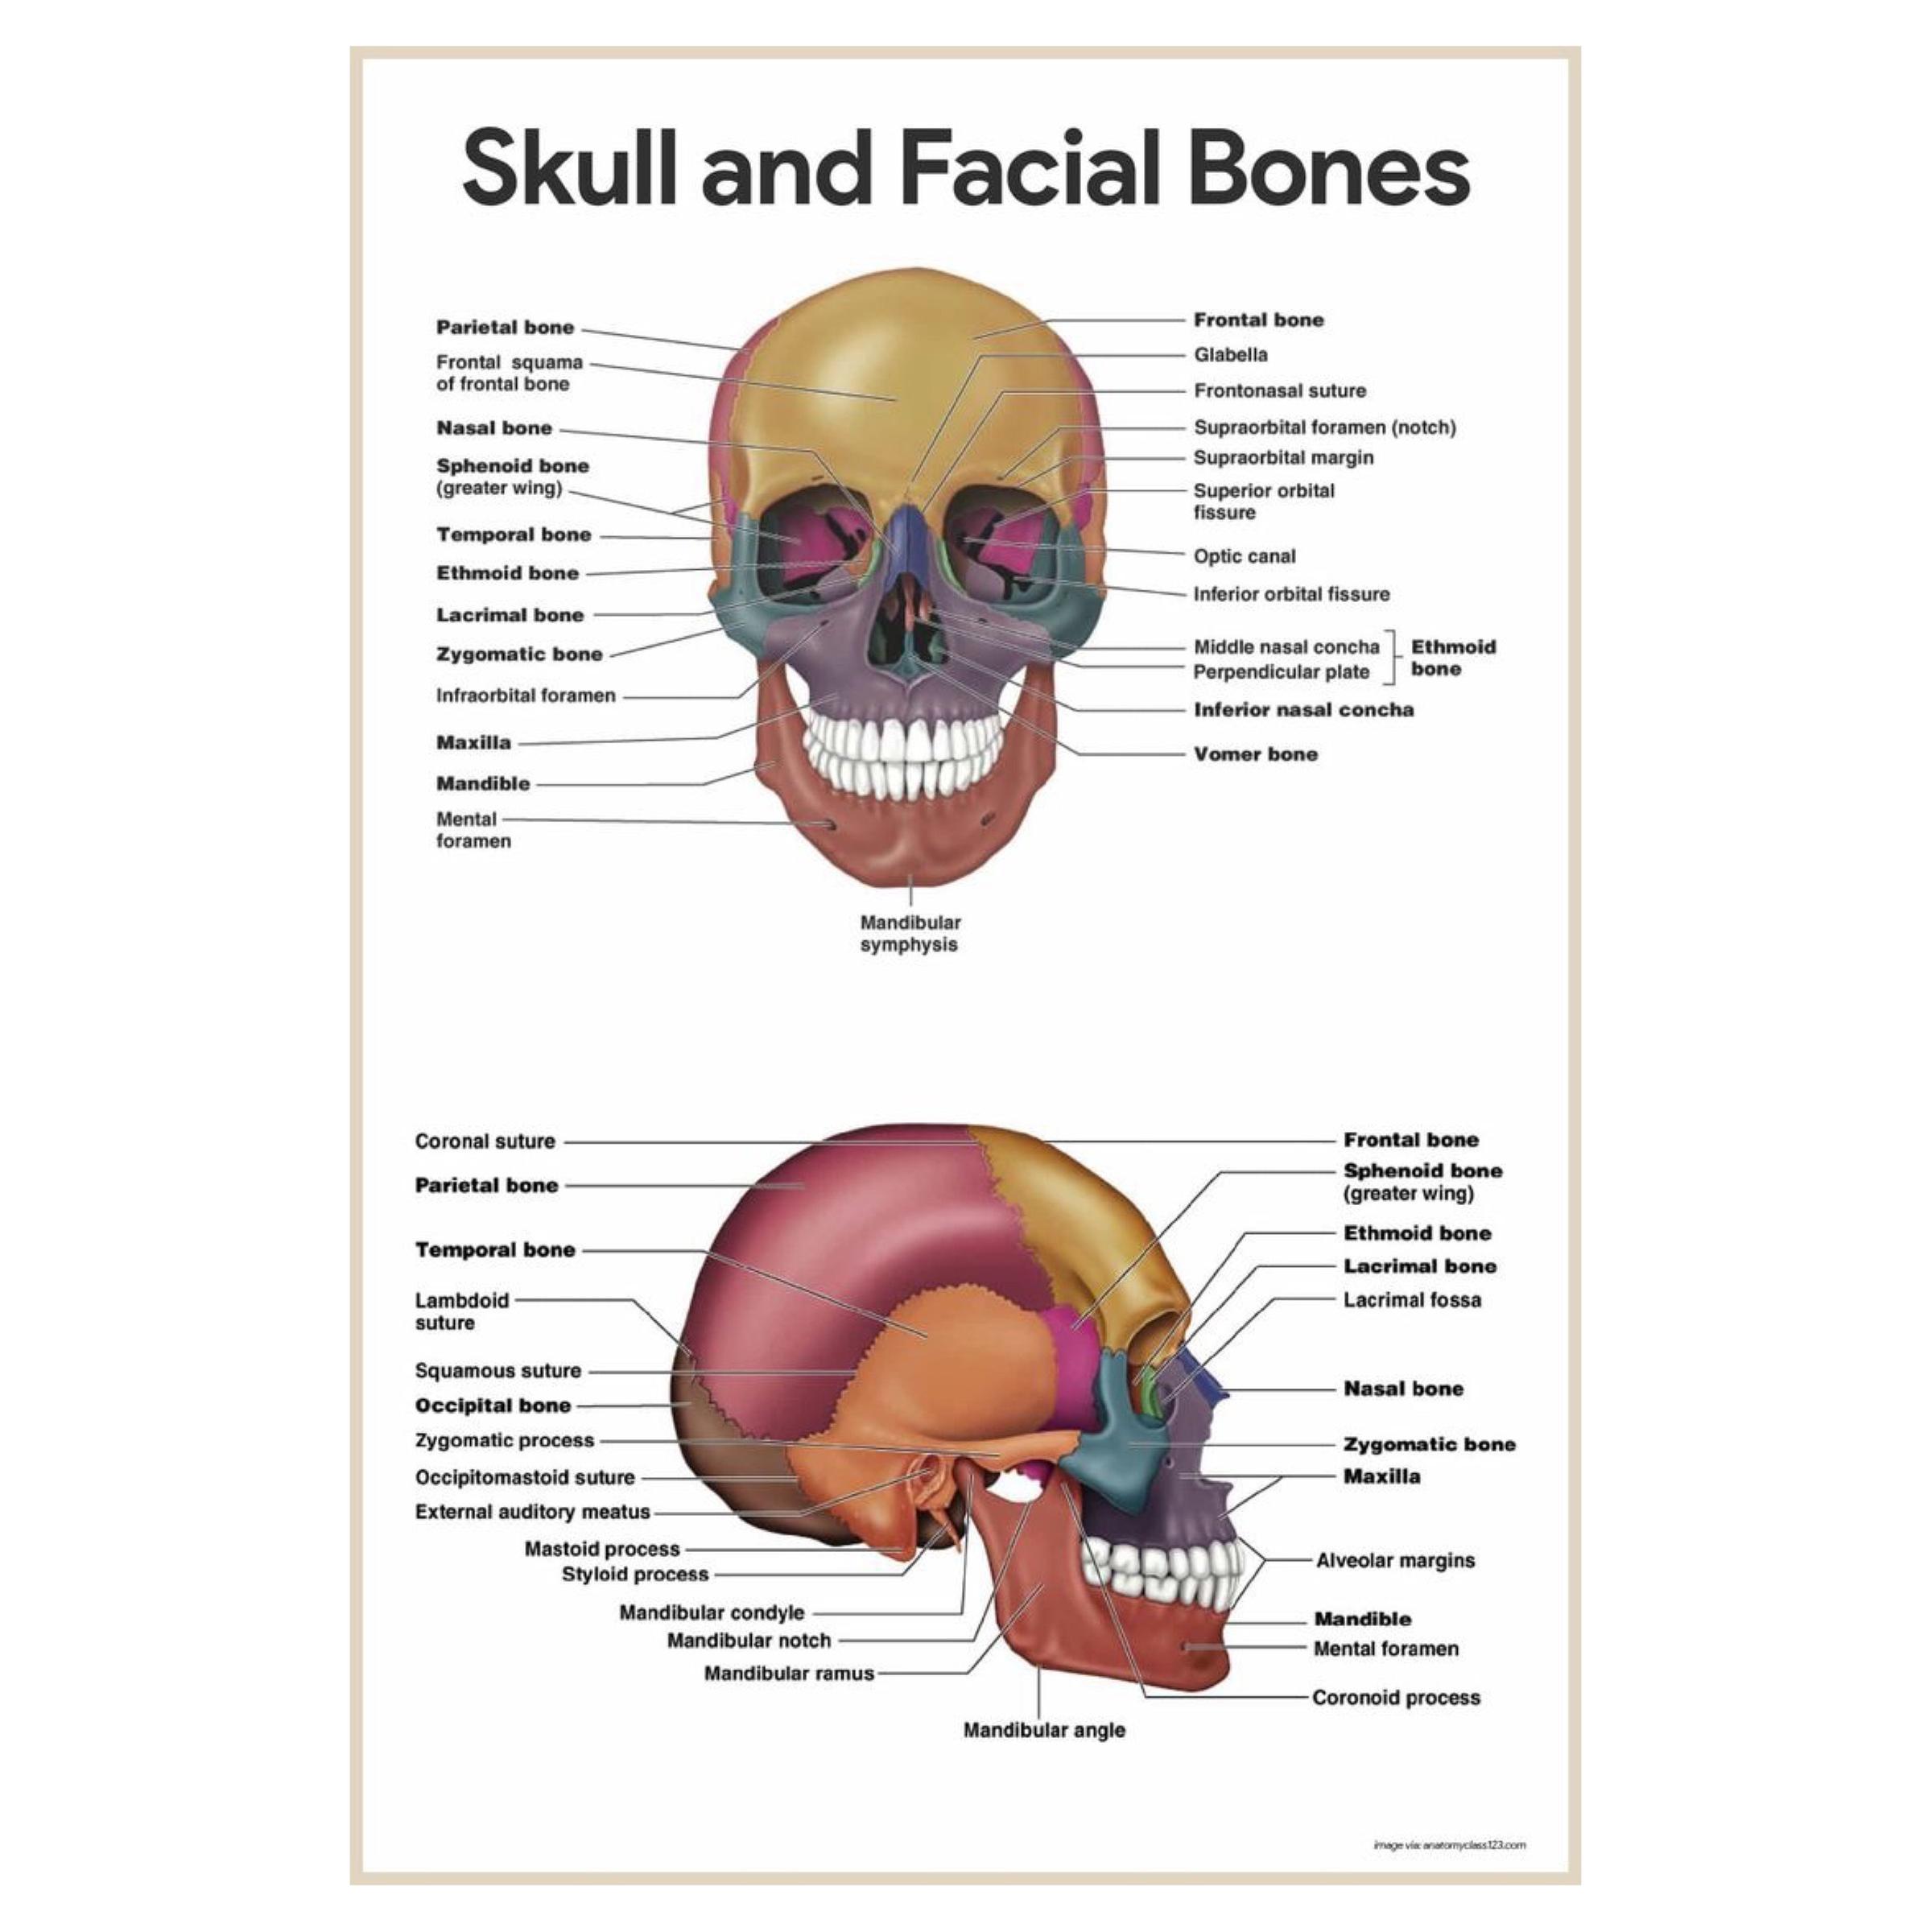 Skull and Facial Bones
Parietal bone
Frontal squama
of frontal bone
Nasal bone
Sphenoid bone
(greater wing)
Temporal bone
Ethmoid bone
Lacrimal bone
Zygomatic bone
Infraorbital foramen
Maxilla
Mandible
Mental
foramen
Frontal bone
Glabella
Frontonasal suture
Supraorbital foramen (notch)
Supraorbital margin
Superior orbital
fissure
Optic canal
Inferior orbital fissure
Middle nasal concha
Perpendicular plate
Ethmoid
bone
Inferior nasal concha
Vomer bone
Mandibular
symphysis
Coronal suture
Parietal bone
Temporal bone
Lambdoid
suture
Squamous suture
Occipital bone
Zygomatic process
Occipitomastoid suture
External auditory meatus
Mastoid process
Styloid process
Mandibular condyle
Mandibular notch
Mandibular ramus
Mandibular angle
Frontal bone
Sphenoid bone
(greater wing)
Ethmoid bone
Lacrimal bone
Lacrimal fossa
Nasal bone
Zygomatic bone
Maxilla
Alveolar margins
Mandible
Mental foramen
Coronoid process
image via: anatomyclass123.com